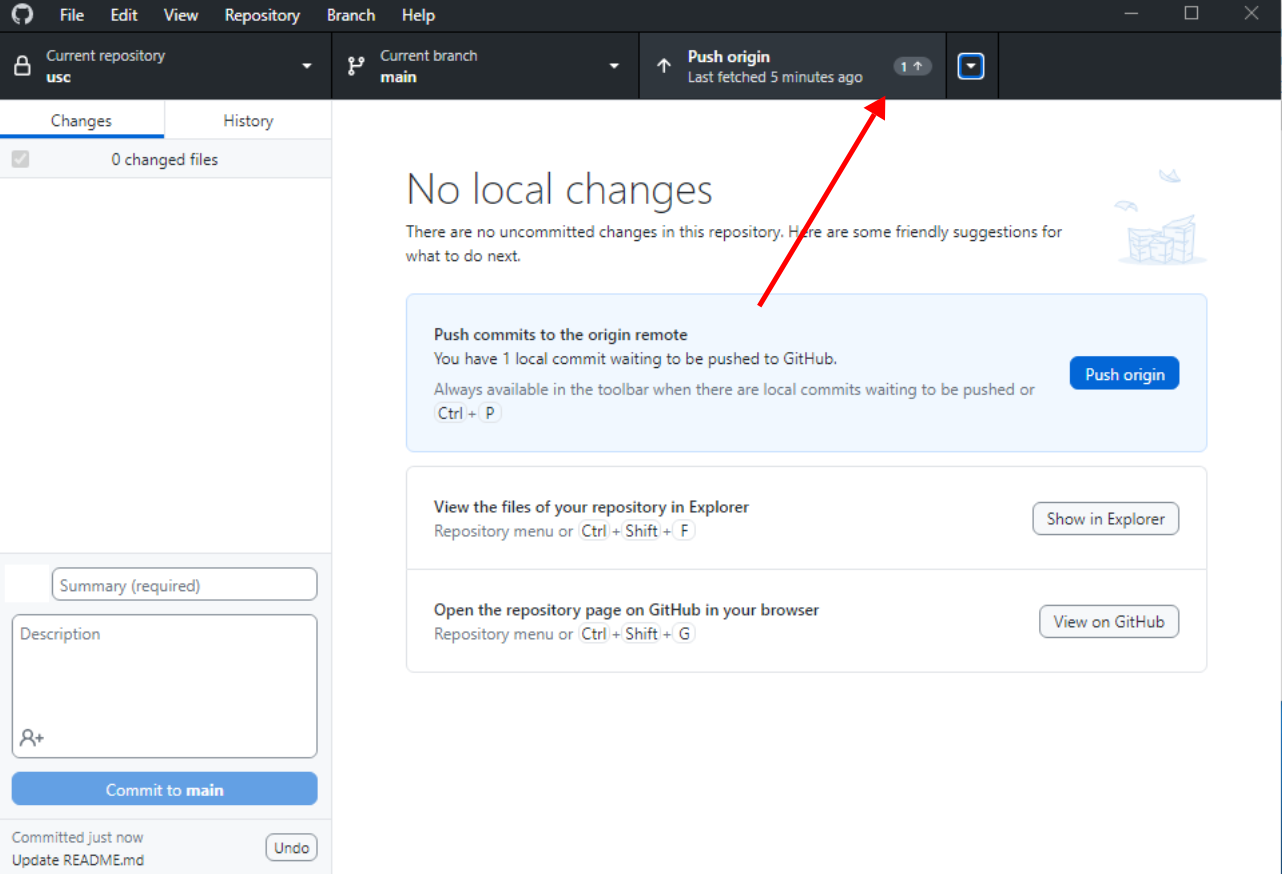 File Edit View Repository Branch Help
Current repository
usc
Current branch
main
Push origin
Last fetched 5 minutes ago
1
Changes
History
0 changed files
No local changes
There are no uncommitted changes in this repository. Here are some friendly suggestions for
what to do next.
Push commits to the origin remote
You have 1 local commit waiting to be pushed to GitHub.
Always available in the toolbar when there are local commits waiting to be pushed or
Ctrl + P
Push origin
View the files of your repository in Explorer
Repository menu or Ctrl + Shift + F
Show in Explorer
Open the repository page on GitHub in your browser
Repository menu or Ctrl + Shift + G
View on GitHub
Summary (required)
Description
Commit to main
Committed just now
Update README.md
Undo